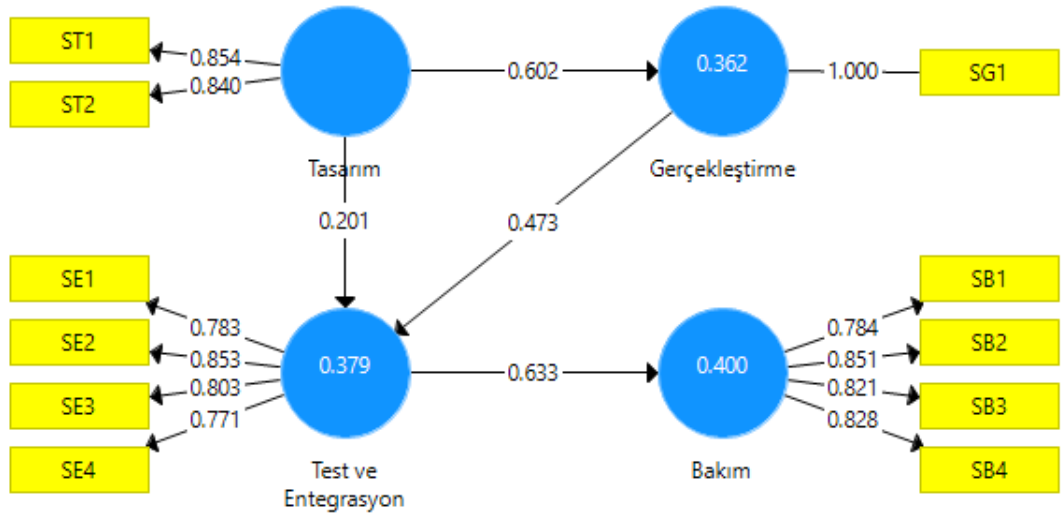 ST1
0.854
0.602
0.362
1.000
SG1
ST2
0.840
Tasarım
Gerçekleştirme
0.201
0.473
SE1
0.783
SE2
0.853
SE3
0.803
SE4
0.771
0.379
0.633
0.400
0.784
SB1
0.851
SB2
0.821
SB3
0.828
SB4
Test ve
Entegrasyon
Bakım